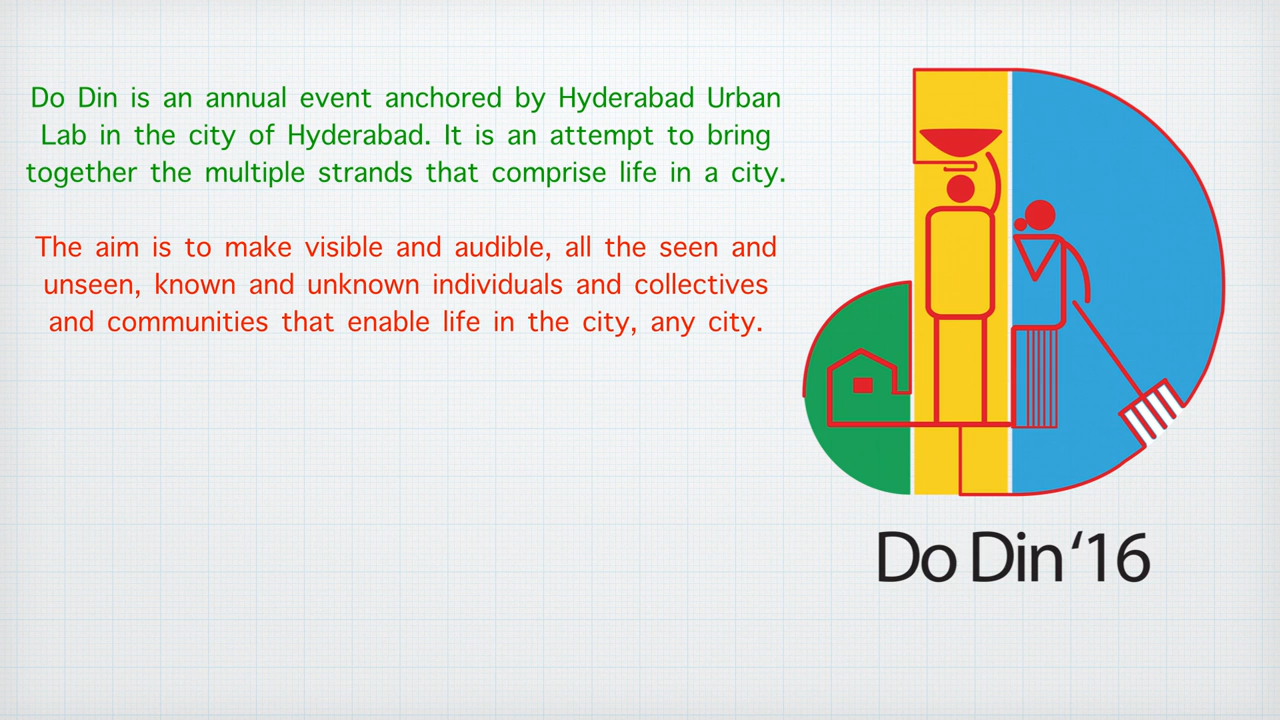 Do Din is an annual event anchored by Hyderabad Urban
Lab in the city of Hyderabad. It is an attempt to bring
together the multiple strands that comprise life in a city.
The aim is to make visible and audible, all the seen and
unseen, known and unknown individuals and collectives
and communities that enable life in the city, any city.
Do Din ‘16